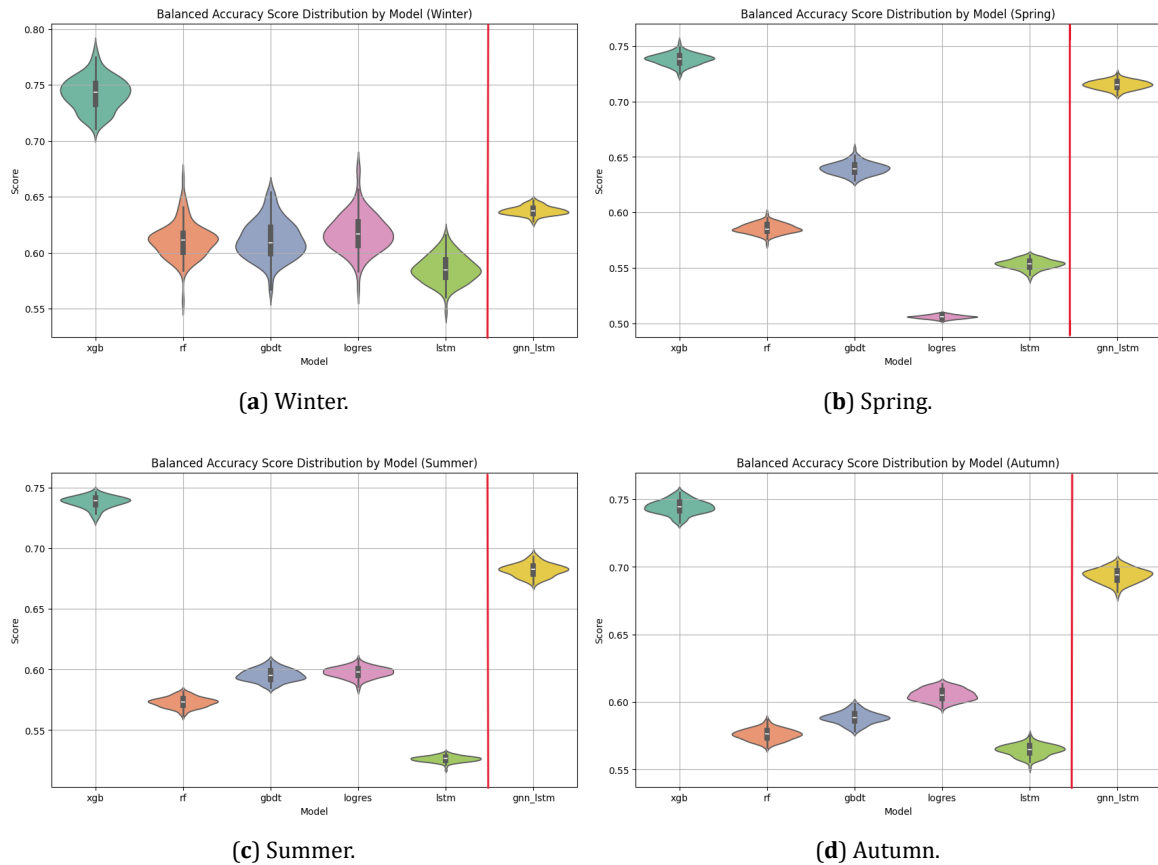 Balanced Accuracy Score Distribution by Model (Winter)
0.80
0.75
0.70
0.65
0.60
0.55
Score
xgb rf gbdt logres lstm gnn_lstm
Model
(a) Winter.
Balanced Accuracy Score Distribution by Model (Spring)
0.75
0.70
0.65
0.60
0.55
0.50
Score
xgb rf gbdt logres lstm gnn_lstm
Model
(b) Spring.
Balanced Accuracy Score Distribution by Model (Summer)
0.75
0.70
0.65
0.60
0.55
Score
xgb rf gbdt logres lstm gnn_lstm
Model
(c) Summer.
Balanced Accuracy Score Distribution by Model (Autumn)
0.75
0.70
0.65
0.60
0.55
Score
xgb rf gbdt logres lstm gnn_lstm
Model
(d) Autumn.